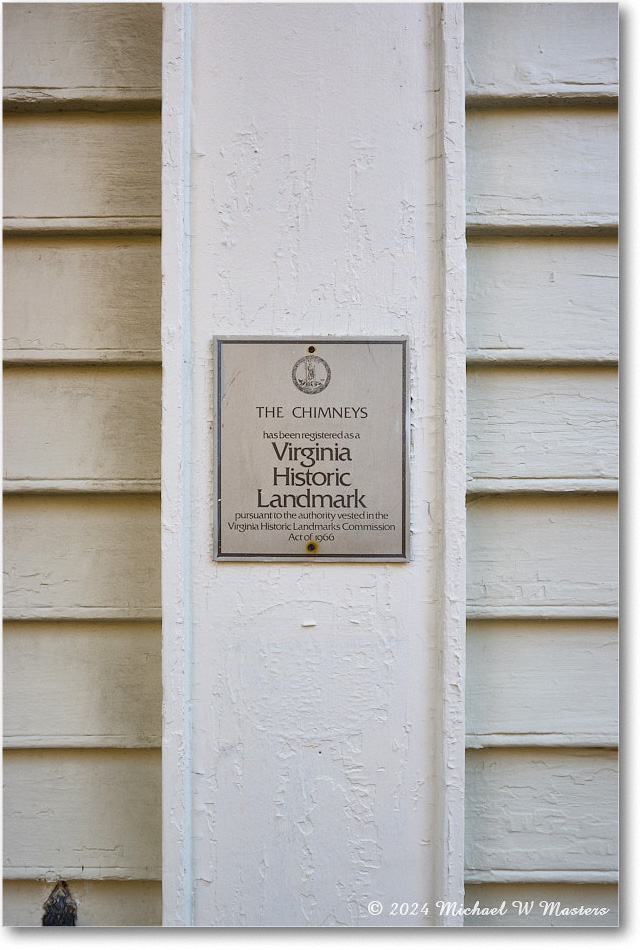 THE CHIMNEYS
has been registered as a
Virginia
Historic
Landmark
pursuant to the authority vested in the
Virginia Historic Landmarks Commission
Act of 1966
© 2024 Michael W Masters